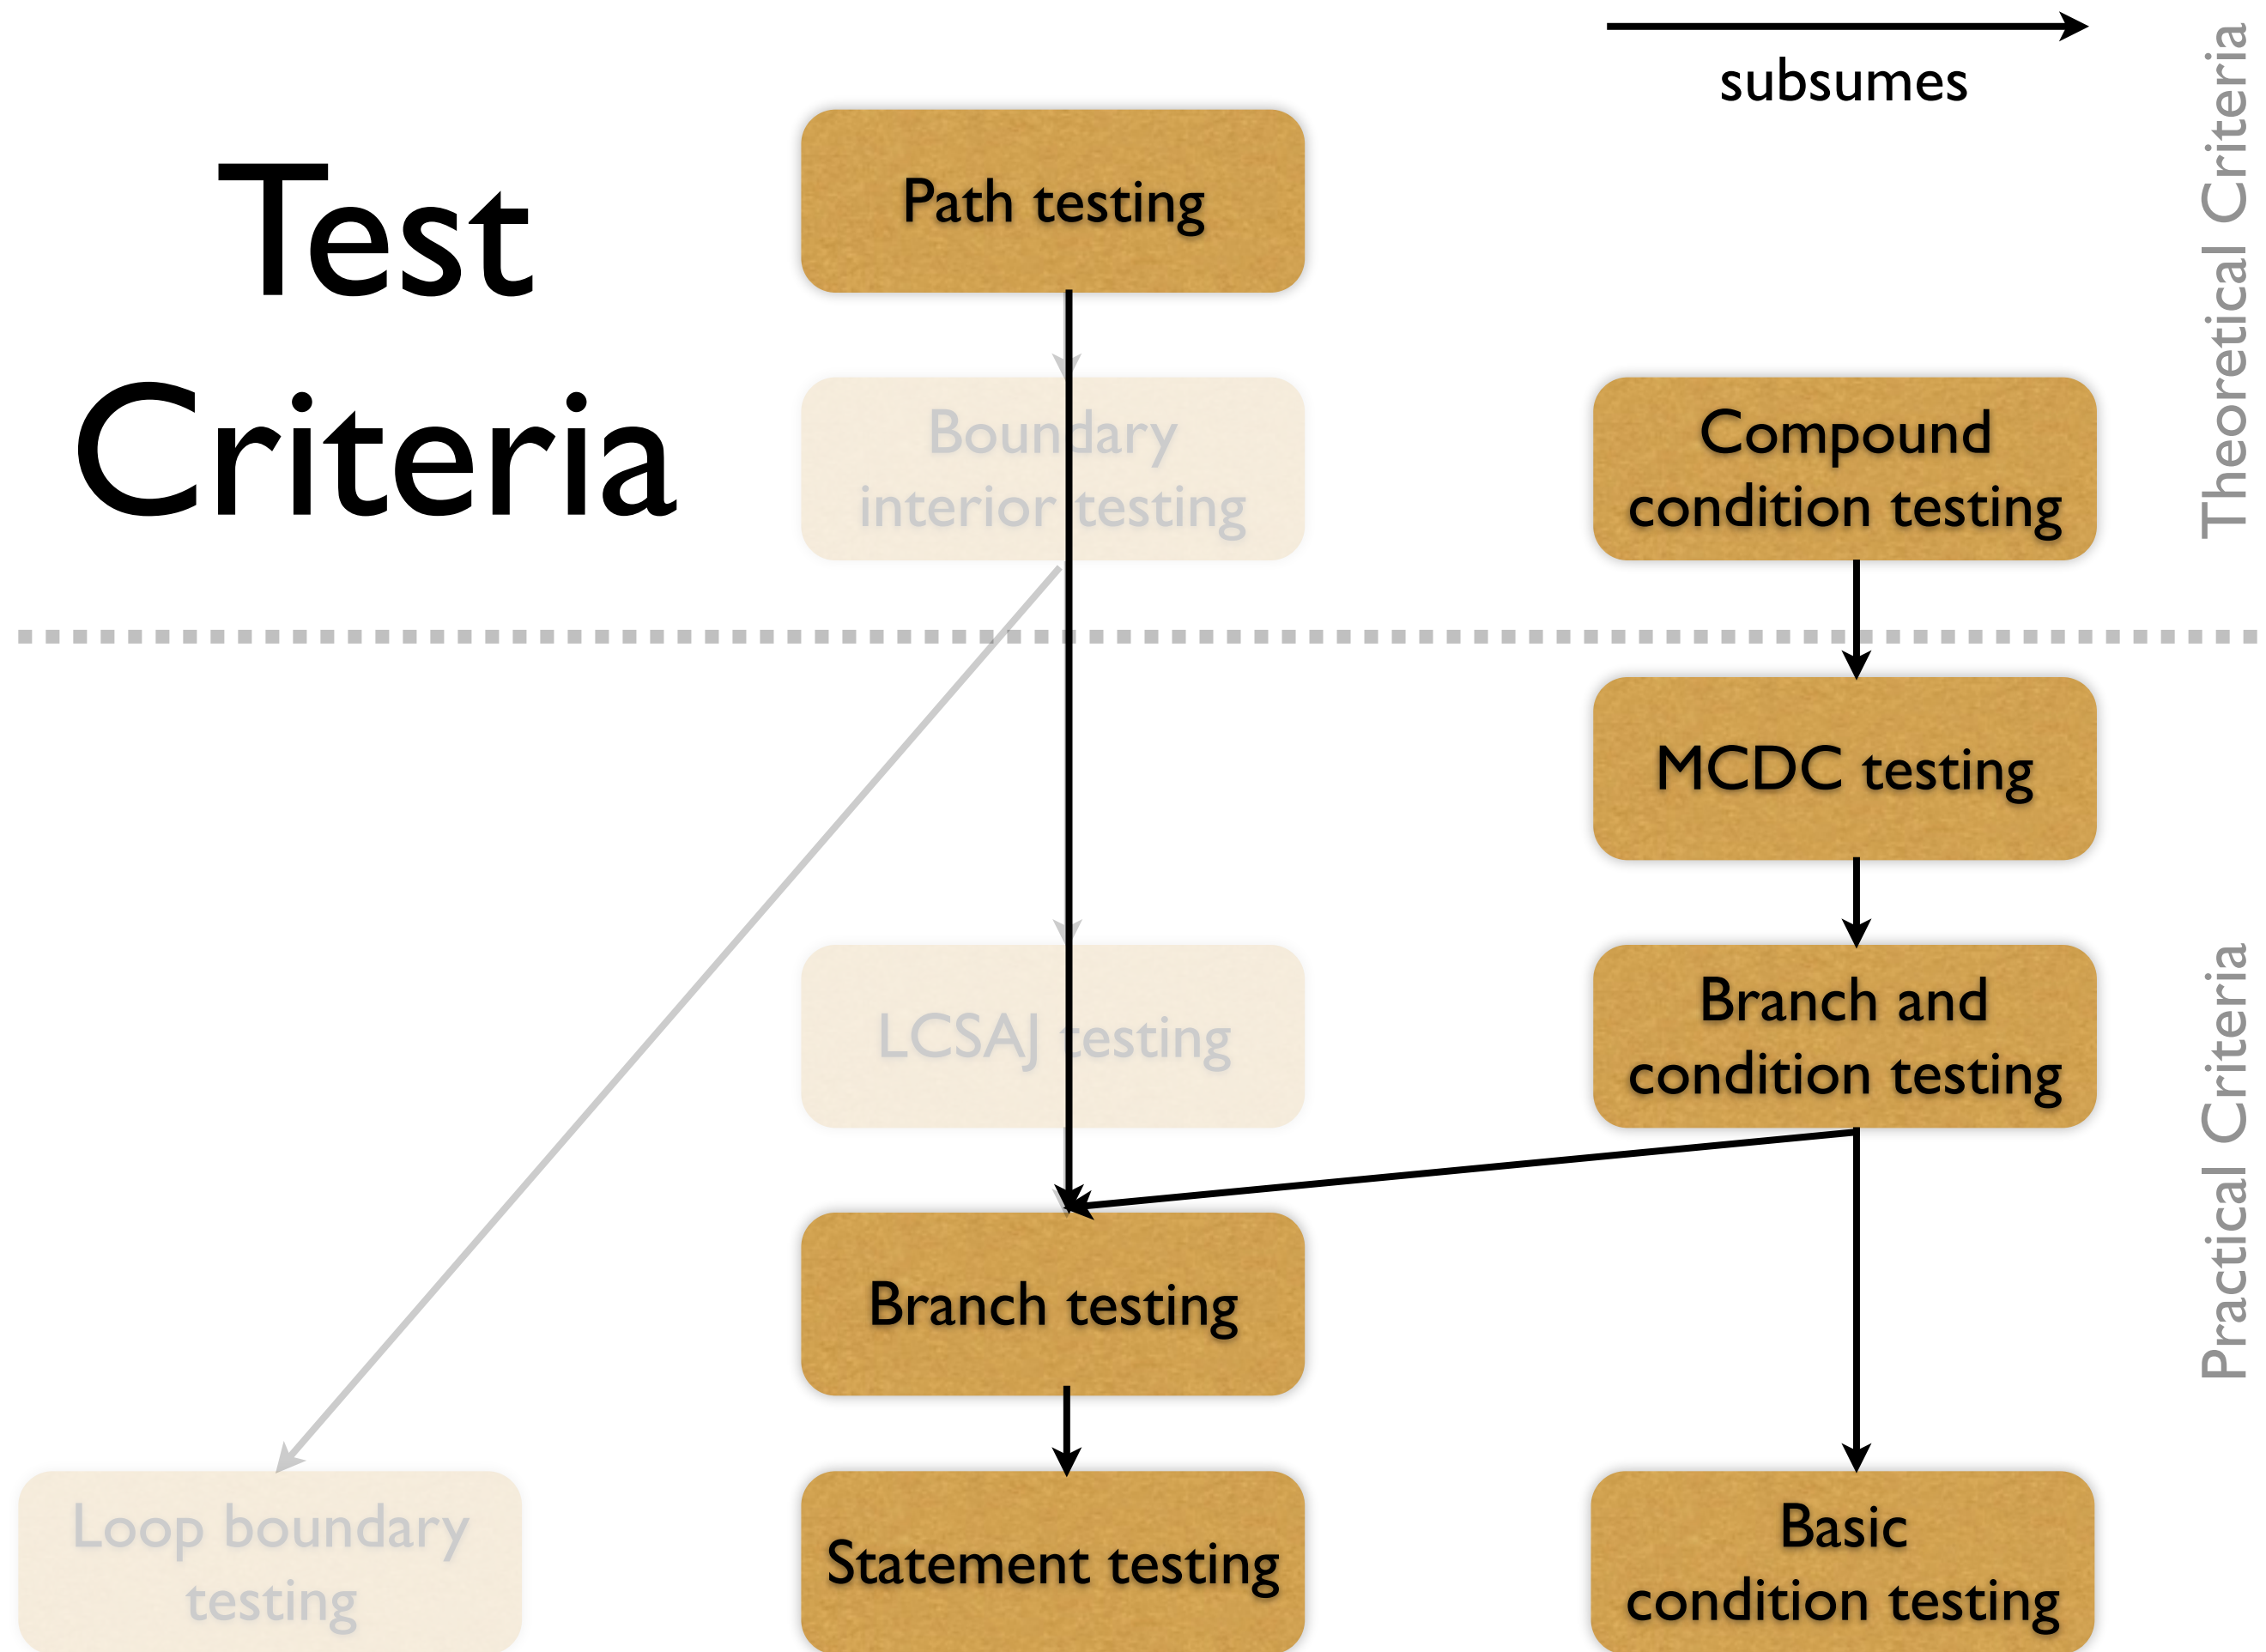 Test
Criteria
subsumes
Theoretical Criteria
Path testing
Boundary
interior testing
Compound
condition testing
MCDC testing
LCSAJ testing
Branch and
condition testing
Practical Criteria
Branch testing
Loop boundary
testing
Statement testing
Basic
condition testing